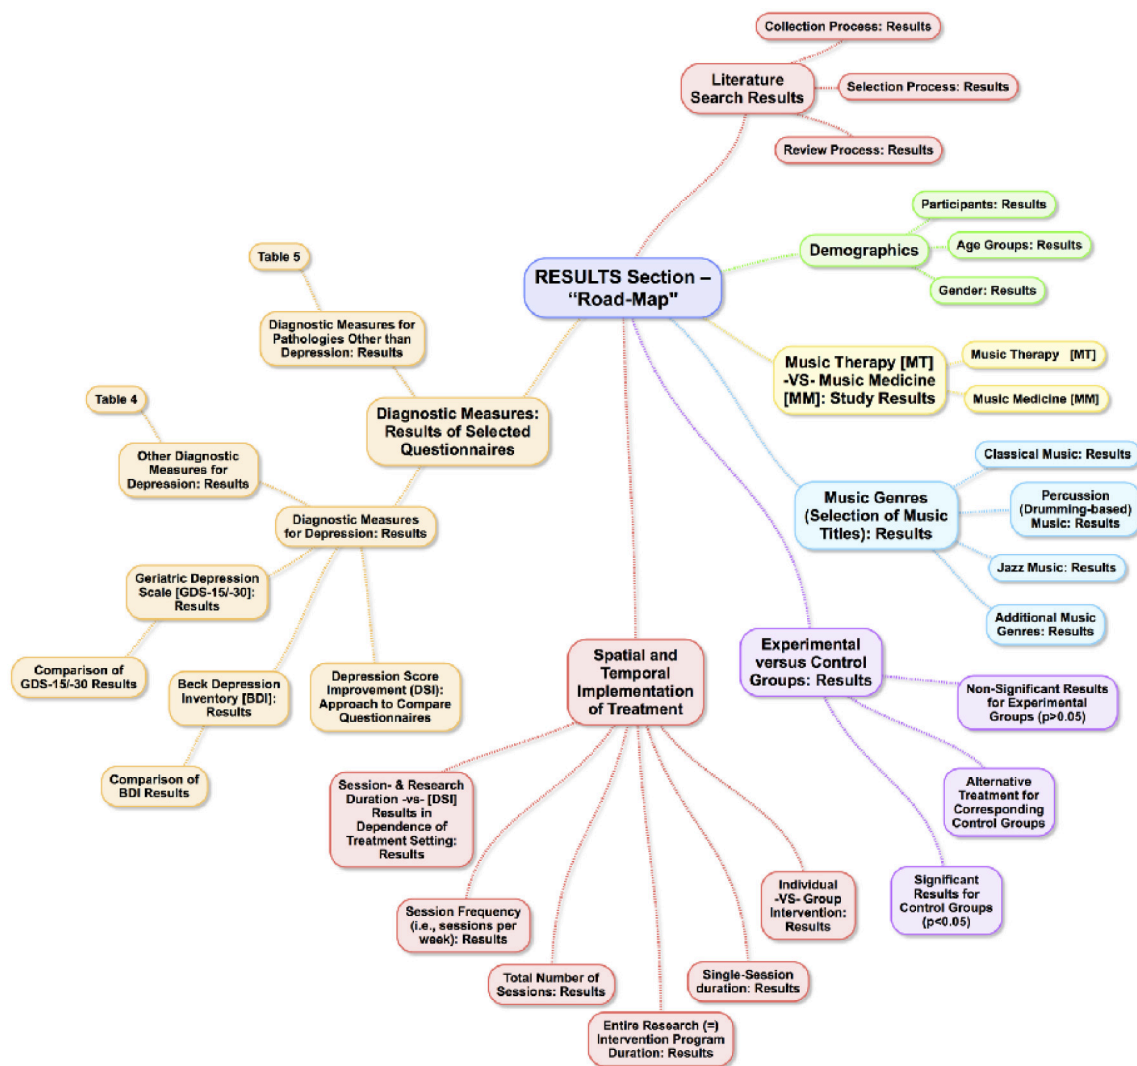 Collection Process: Results
Literature
Search Results
Selection Process: Results
Review Process: Results
Participants: Results
Demographics
Age Groups: Results
Gender: Results
RESULTS Section –
“Road-Map"
Music Therapy [MT]
-VS- Music Medicine
[MM]: Study Results
Music Therapy [MT]
Music Medicine [MM]
Classical Music: Results
Music Genres
(Selection of Music
Titles): Results
Percussion
(Drumming-based)
Music: Results
Jazz Music: Results
Additional Music
Genres: Results
Experimental
versus Control
Groups: Results
Non-Significant Results
for Experimental
Groups (p>0.05)
Alternative
Treatment for
Corresponding
Control Groups
Significant
Results for
Control Groups
(p<0.05)
Spatial and
Temporal
Implementation
of Treatment
Individual
-VS- Group
Intervention:
Results
Single-Session
duration: Results
Entire Research (=)
Intervention Program
Duration: Results
Total Number of
Sessions: Results
Session Frequency
(i.e., sessions per
week): Results
Session- & Research
Duration -vs- [DSI]
Results in
Dependence of
Treatment Setting:
Results
Table 5
Diagnostic Measures for
Pathologies Other than
Depression: Results
Diagnostic Measures:
Results of Selected
Questionnaires
Table 4
Other Diagnostic
Measures for
Depression: Results
Diagnostic Measures
for Depression: Results
Geriatric Depression
Scale [GDS-15/-30]:
Results
Comparison of
GDS-15/-30 Results
Beck Depression
Inventory [BDI]:
Results
Comparison of
BDI Results
Depression Score
Improvement (DSI):
Approach to Compare
Questionnaires